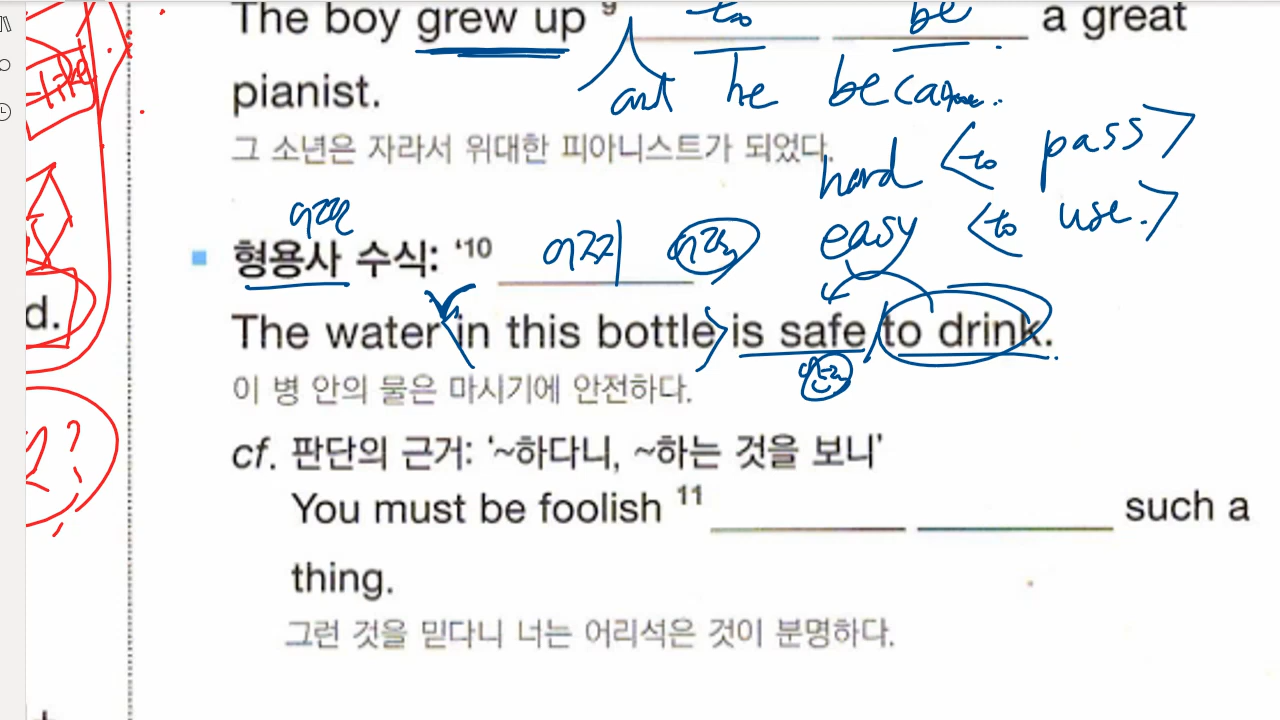 The boy grew up 9 to be a great
and he became.
pianist.
그 소년은 자라서 위대한 피아니스트가 되었다.
hard <to pass>
easy <to use.>
형용사 수식: '10
The water <in this bottle> is safe / to drink.
이 병 안의 물은 마시기에 안전하다.
cf. 판단의 근거: '~하다니, ~하는 것을 보니'
You must be foolish 11 such a
thing.
그런 것을 믿다니 너는 어리석은 것이 분명하다.
d.
?